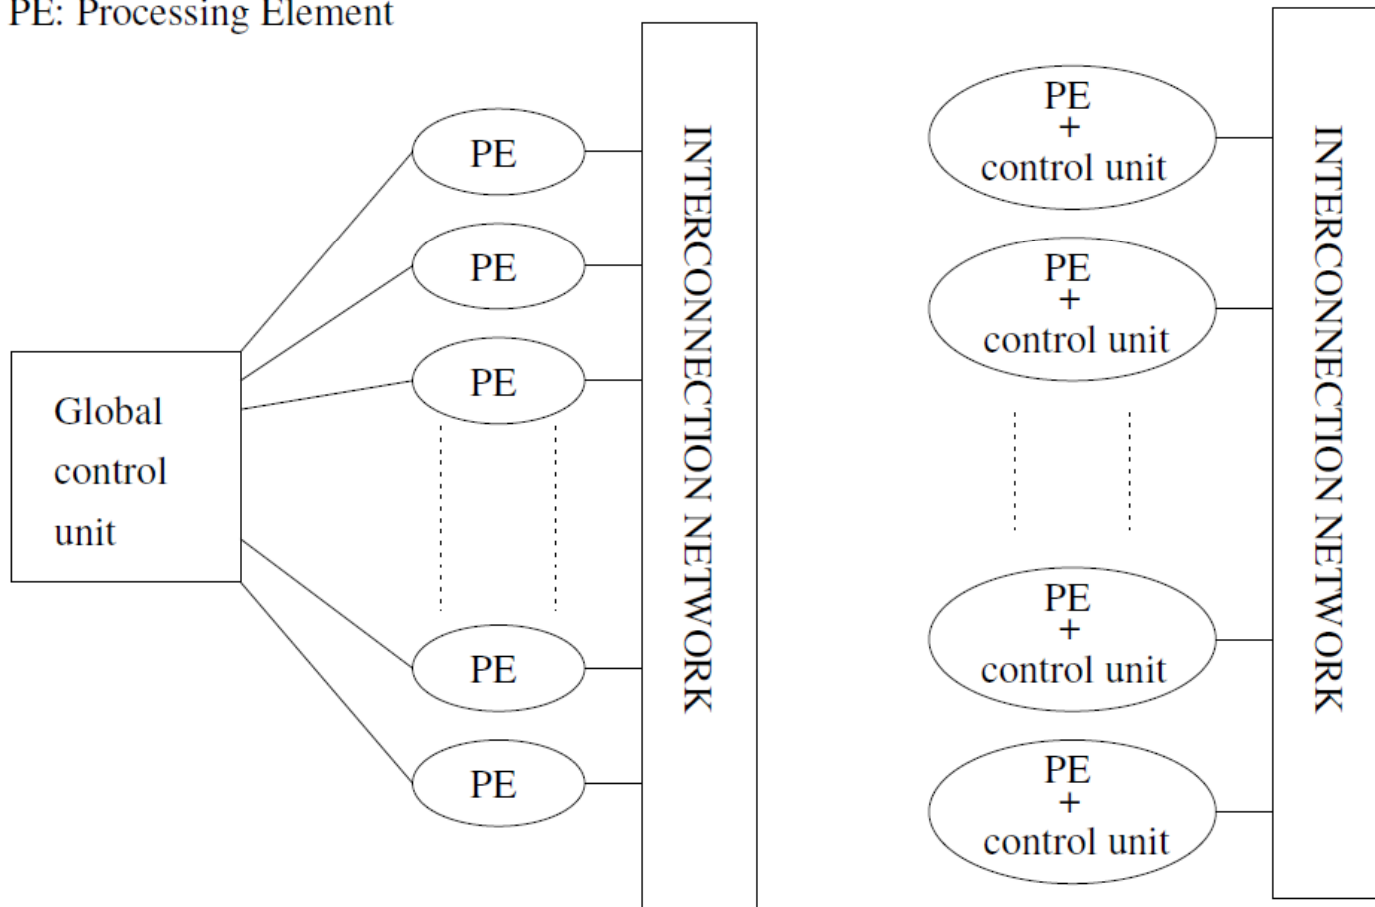 PE: Processing Element
PE
PE
PE
Global
control
unit
PE
PE
INTERCONNECTION NETWORK
PE
+
control unit
PE
+
control unit
PE
+
control unit
PE
+
control unit
INTERCONNECTION NETWORK